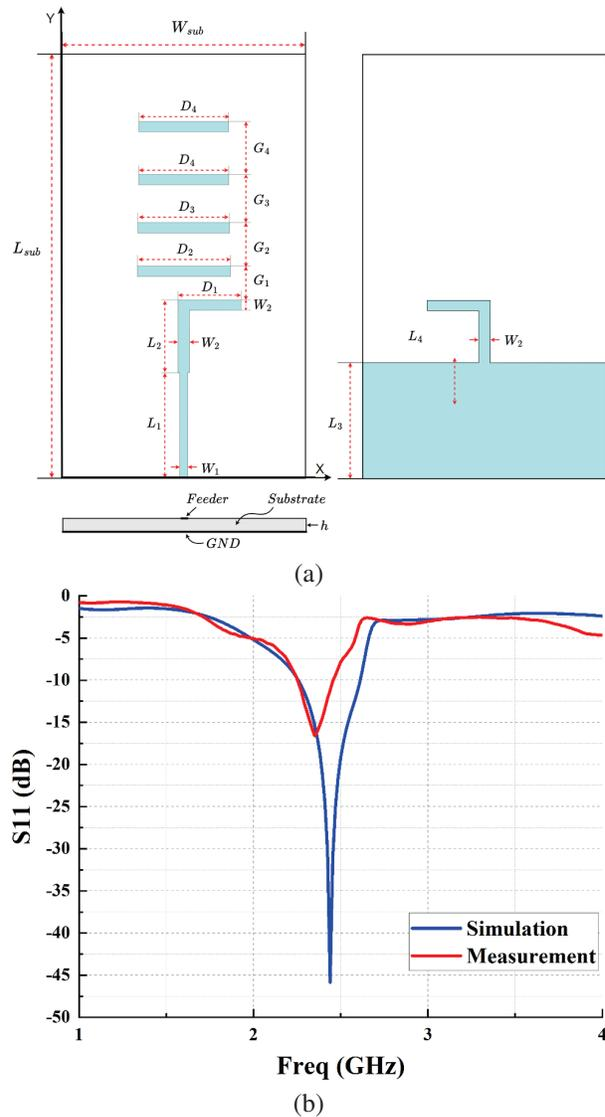 Y
W_sub
D_4
G_4
D_4
G_3
D_3
L_sub
G_2
D_2
G_1
D_1
W_2
L_2
W_2
L_4
W_2
L_1
L_3
W_1
X
Feeder
Substrate
h
GND
(a)
0
-5
-10
-15
-20
-25
-30
-35
-40
-45
-50
S11 (dB)
Simulation
Measurement
1
2
3
4
Freq (GHz)
(b)